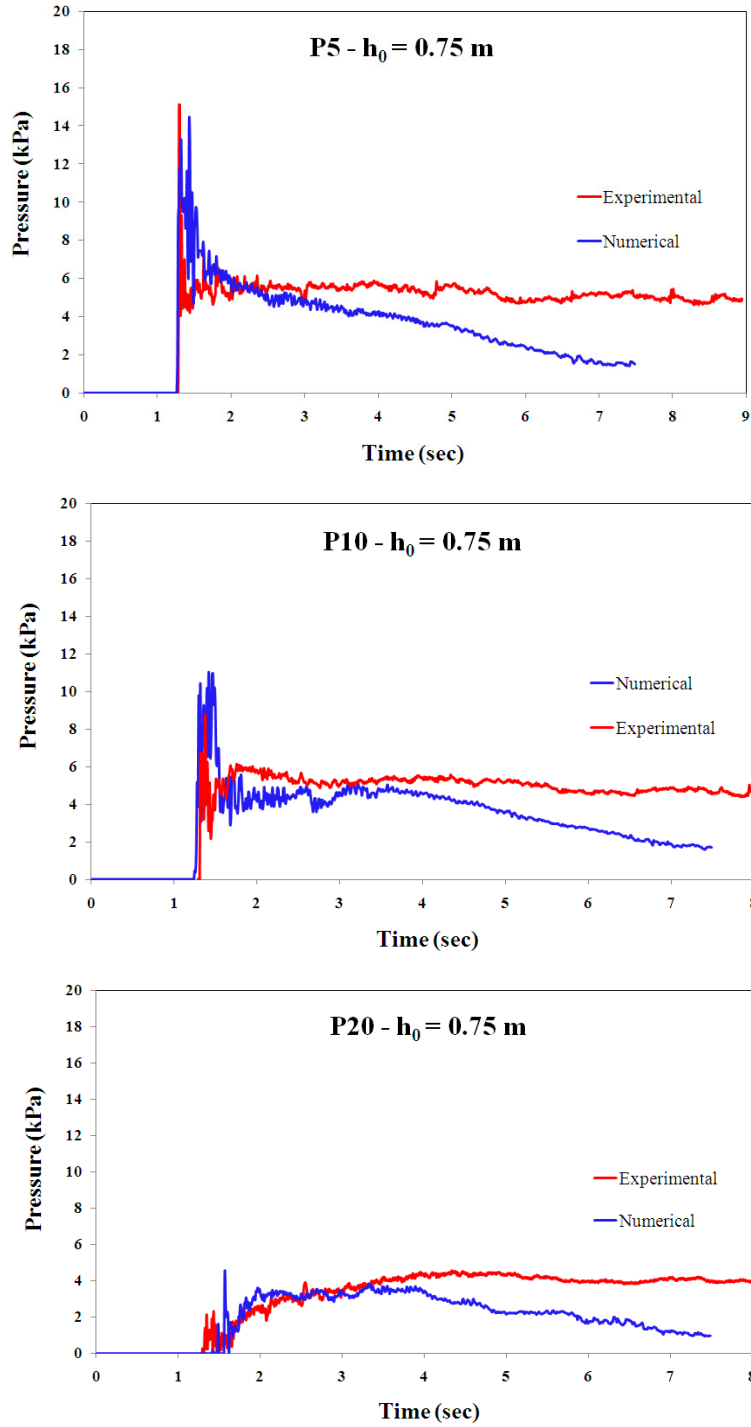 P5 - h₀ = 0.75 m
20
18
16
14
12
10
8
6
4
2
0
Pressure (kPa)
Experimental
Numerical
0 1 2 3 4 5 6 7 8 9
Time (sec)
P10 - h₀ = 0.75 m
20
18
16
14
12
10
8
6
4
2
0
Pressure (kPa)
Numerical
Experimental
0 1 2 3 4 5 6 7 8
Time (sec)
P20 - h₀ = 0.75 m
20
18
16
14
12
10
8
6
4
2
0
Pressure (kPa)
Experimental
Numerical
0 1 2 3 4 5 6 7 8
Time (sec)